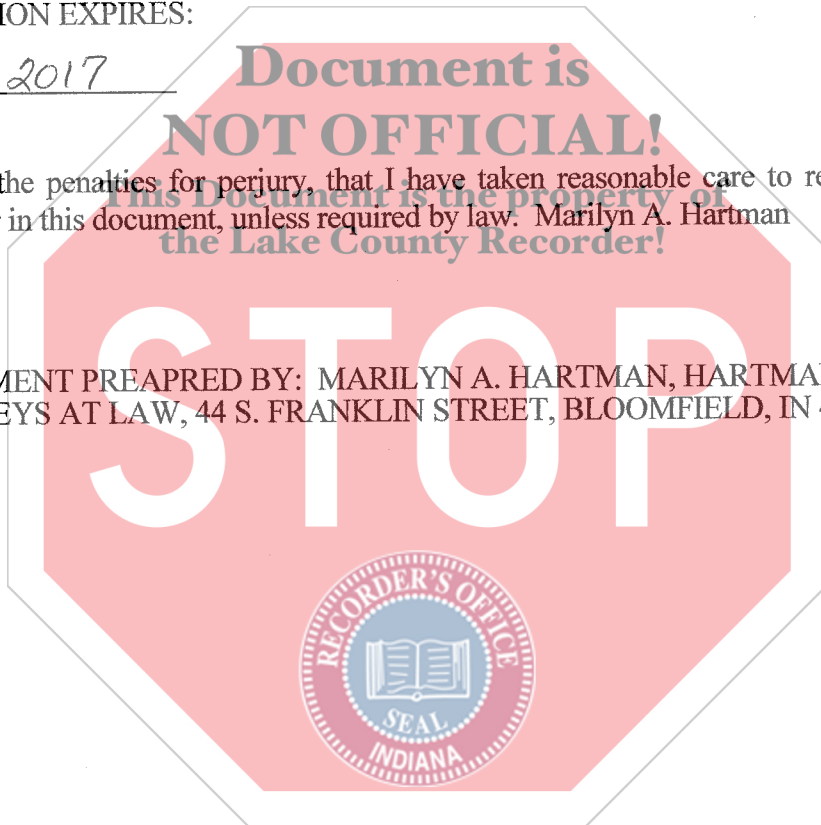 ION EXPIRES:
2017
Document is
NOT OFFICIAL!
the penalties for perjury, that I have taken reasonable care to re
This Document is the property of
in this document, unless required by law. Marilyn A. Hartman
the Lake County Recorder!
STOP
MENT PREAPRED BY: MARILYN A. HARTMAN, HARTMA
EYS AT LAW, 44 S. FRANKLIN STREET, BLOOMFIELD, IN
RECORDER'S OFFICE
SEAL
INDIANA